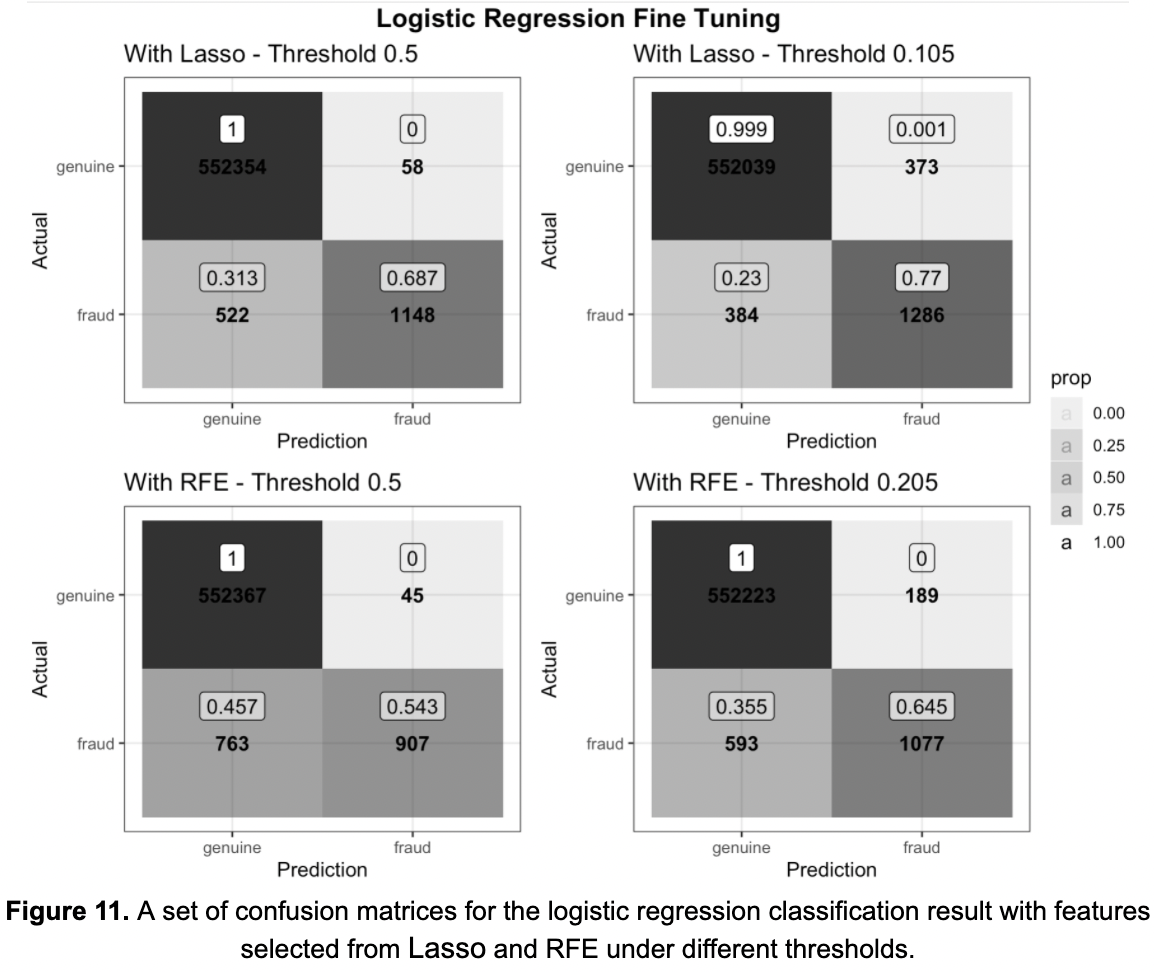 Logistic Regression Fine Tuning
With Lasso - Threshold 0.5
Actual
genuine
1
0
552354
58
fraud
0.313
0.687
522
1148
genuine
fraud
Prediction
With Lasso - Threshold 0.105
Actual
genuine
0.999
0.001
552039
373
fraud
0.23
0.77
384
1286
genuine
fraud
Prediction
With RFE - Threshold 0.5
Actual
genuine
1
0
552367
45
fraud
0.457
0.543
763
907
genuine
fraud
Prediction
With RFE - Threshold 0.205
Actual
genuine
1
0
552223
189
fraud
0.355
0.645
593
1077
genuine
fraud
Prediction
prop
a 0.00
a 0.25
a 0.50
a 0.75
a 1.00
Figure 11. A set of confusion matrices for the logistic regression classification result with features
selected from Lasso and RFE under different thresholds.